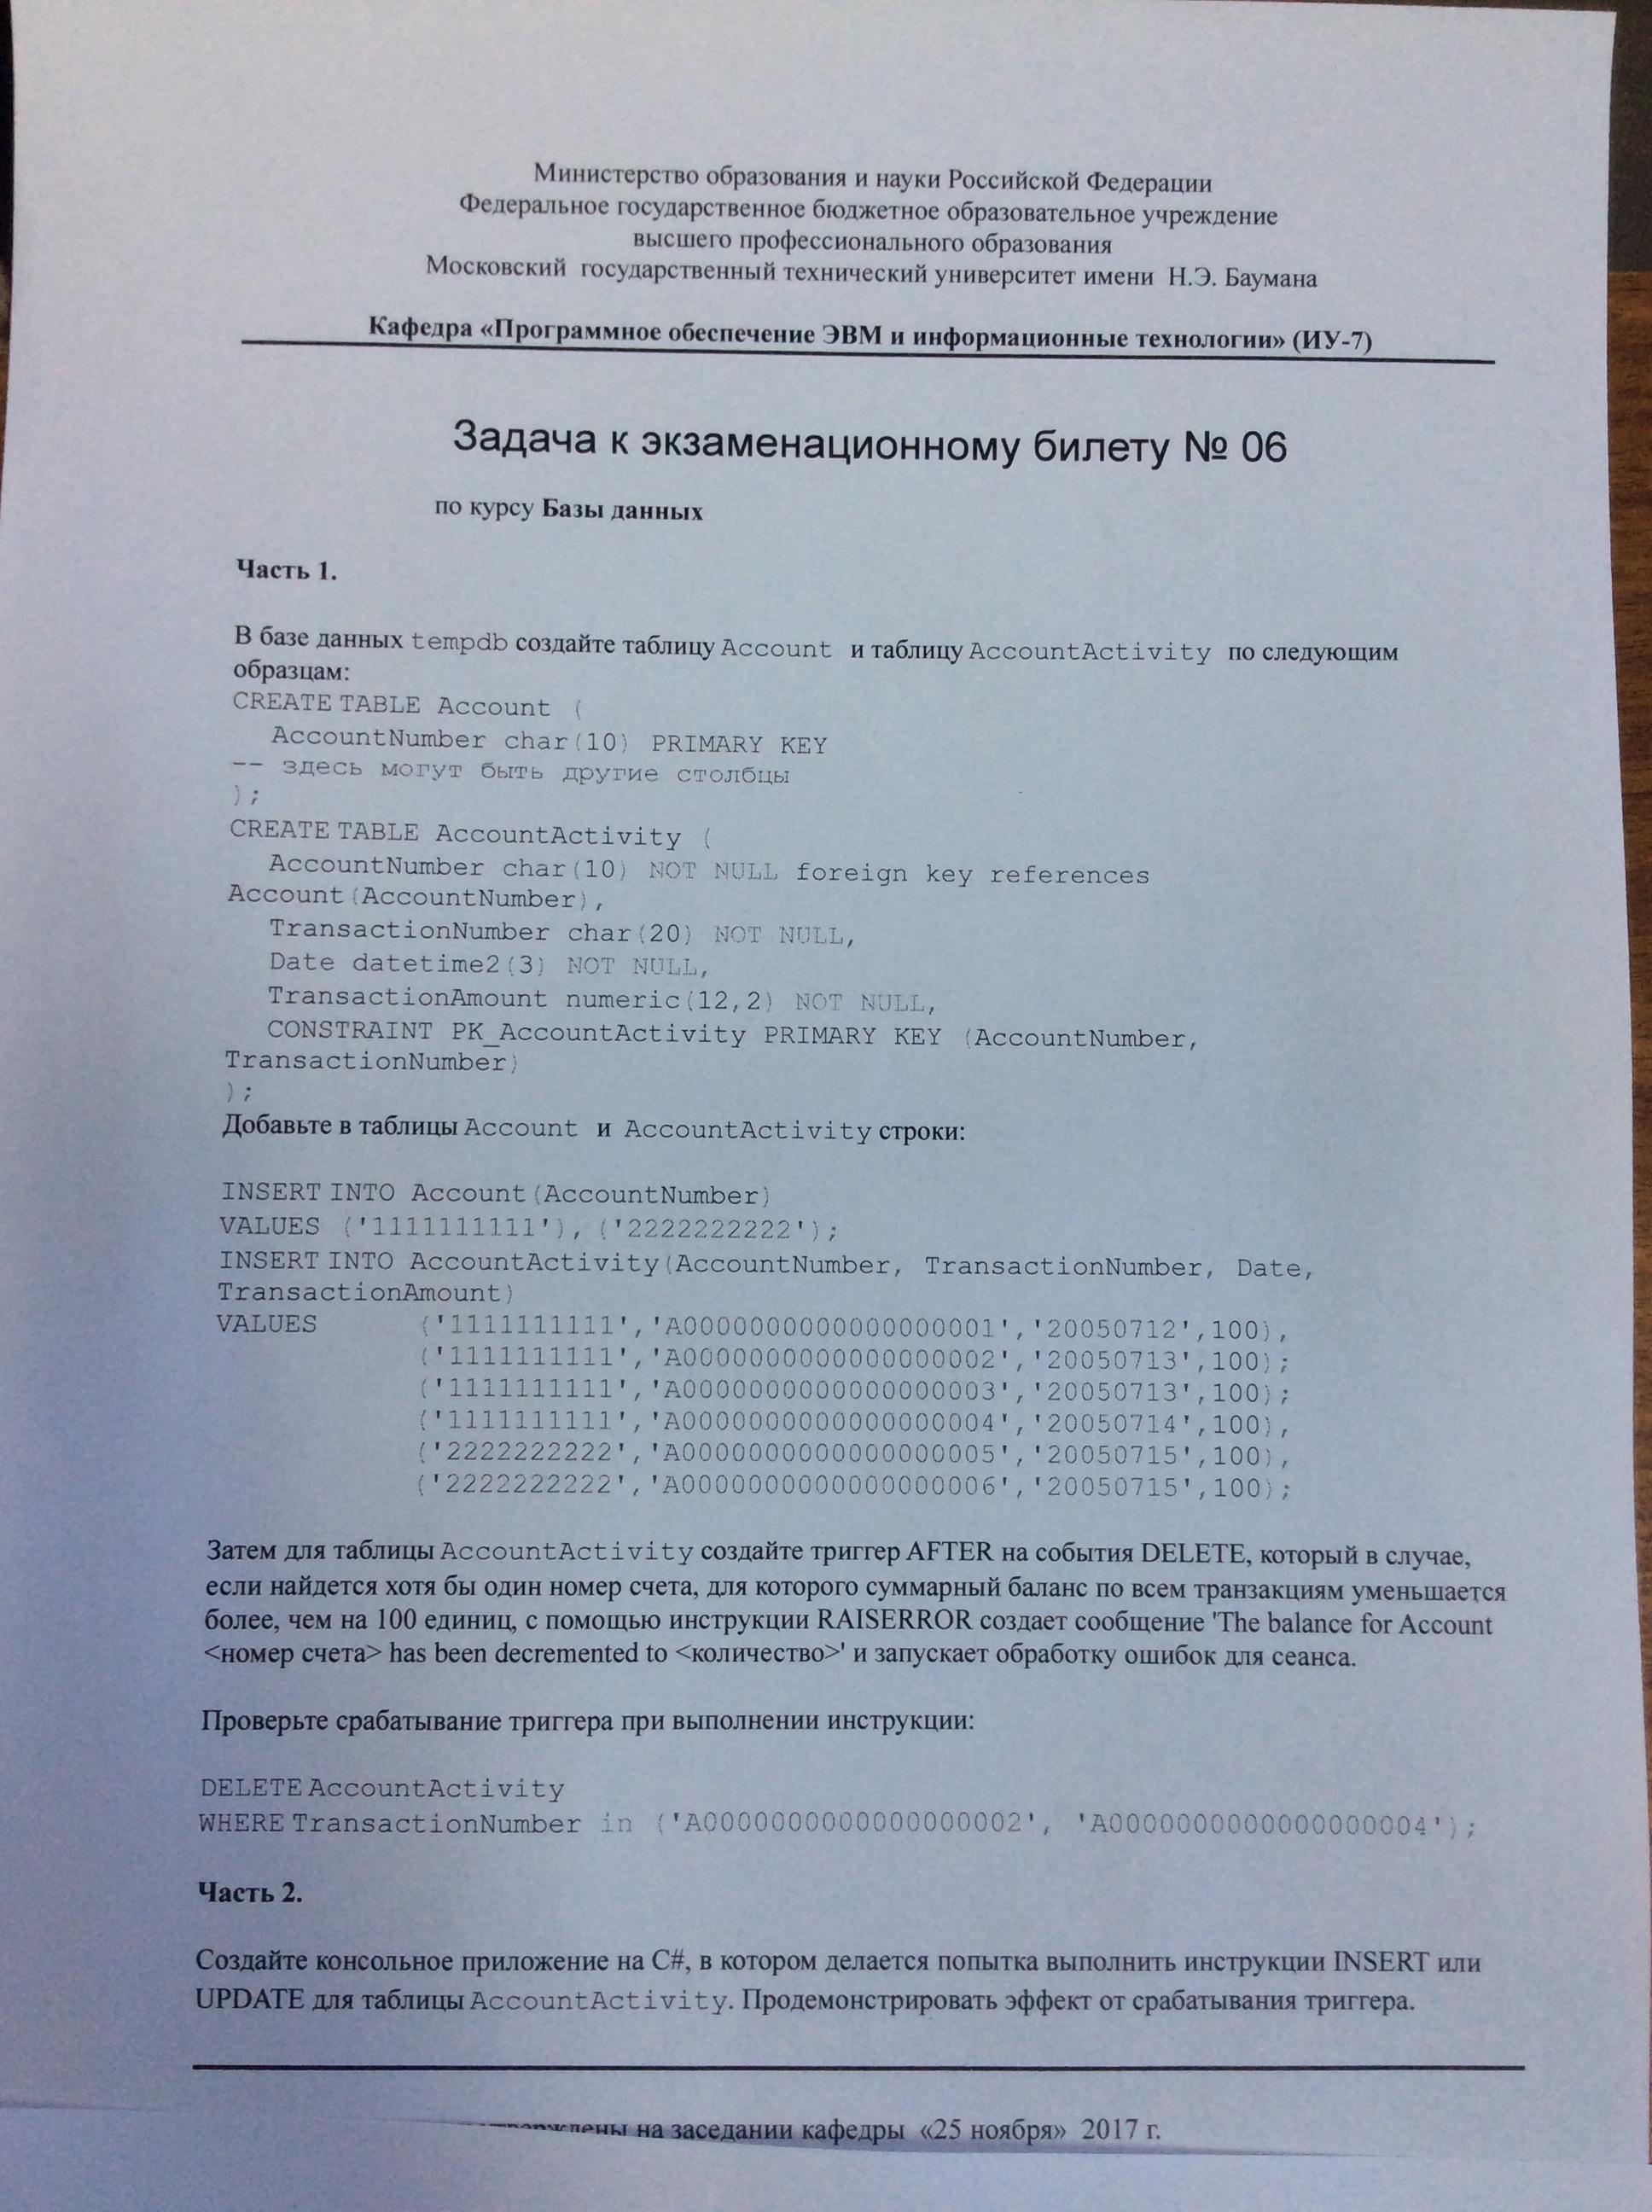 Министерство образования и науки Российской Федерации
Федеральное государственное бюджетное образовательное учреждение
высшего профессионального образования
Московский государственный технический университет имени Н.Э. Баумана
Кафедра «Программное обеспечение ЭВМ и информационные технологии» (ИУ-7)
Задача к экзаменационному билету № 06
по курсу Базы данных
Часть 1.
В базе данных tempdb создайте таблицу Account и таблицу AccountActivity по следующим
образцам:
CREATE TABLE Account (
AccountNumber char(10) PRIMARY KEY
-- здесь могут быть другие столбцы
);
CREATE TABLE AccountActivity (
AccountNumber char(10) NOT NULL foreign key references
Account(AccountNumber),
TransactionNumber char(20) NOT NULL,
Date datetime2(3) NOT NULL,
TransactionAmount numeric(12,2) NOT NULL,
CONSTRAINT PK_AccountActivity PRIMARY KEY (AccountNumber,
TransactionNumber)
);
Добавьте в таблицы Account и AccountActivity строки:
INSERT INTO Account(AccountNumber)
VALUES ('1111111111'), ('2222222222');
INSERT INTO AccountActivity(AccountNumber, TransactionNumber, Date,
TransactionAmount)
VALUES ('1111111111','A0000000000000000001','20050712',100),
('1111111111','A0000000000000000002','20050713',100);
('1111111111','A0000000000000000003','20050713',100);
('1111111111','A0000000000000000004','20050714',100),
('2222222222','A0000000000000000005','20050715',100),
('2222222222','A0000000000000000006','20050715',100);
Затем для таблицы AccountActivity создайте триггер AFTER на события DELETE, который в случае,
если найдется хотя бы один номер счета, для которого суммарный баланс по всем транзакциям уменьшается
более, чем на 100 единиц, с помощью инструкции RAISERROR создает сообщение 'The balance for Account
<номер счета> has been decremented to <количество>' и запускает обработку ошибок для сеанса.
Проверьте срабатывание триггера при выполнении инструкции:
DELETE AccountActivity
WHERE TransactionNumber in ('A0000000000000000002', 'A0000000000000000004');
Часть 2.
Создайте консольное приложение на C#, в котором делается попытка выполнить инструкции INSERT или
UPDATE для таблицы AccountActivity. Продемонстрировать эффект от срабатывания триггера.
на заседании кафедры «25 ноября» 2017 г.